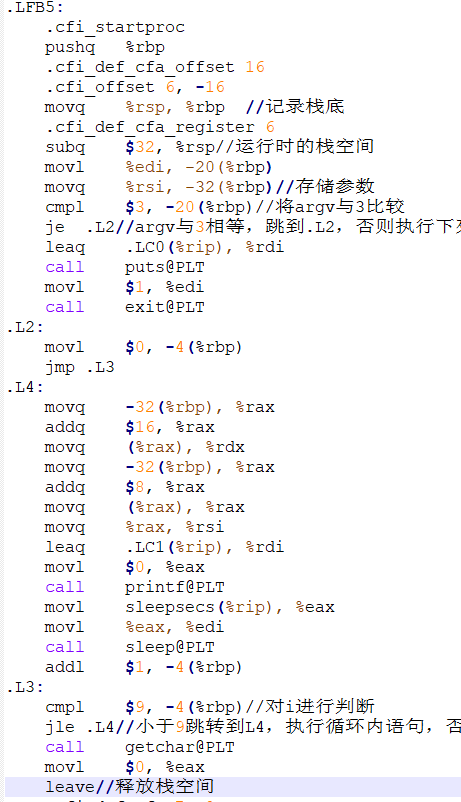 .LFB5:
.cfi_startproc
pushq %rbp
.cfi_def_cfa_offset 16
.cfi_offset 6, -16
movq %rsp, %rbp //记录栈底
.cfi_def_cfa_register 6
subq $32, %rsp//运行时的栈空间
movl %edi, -20(%rbp)
movq %rsi, -32(%rbp)//存储参数
cmpl $3, -20(%rbp)//将argv与3比较
je .L2//argv与3相等，跳到.L2，否则执行下
leaq .LC0(%rip), %rdi
call puts@PLT
movl $1, %edi
call exit@PLT
.L2:
movl $0, -4(%rbp)
jmp .L3
.L4:
movq -32(%rbp), %rax
addq $16, %rax
movq (%rax), %rdx
movq -32(%rbp), %rax
addq $8, %rax
movq (%rax), %rax
movq %rax, %rsi
leaq .LC1(%rip), %rdi
movl $0, %eax
call printf@PLT
movl sleepsecs(%rip), %eax
movl %eax, %edi
call sleep@PLT
addl $1, -4(%rbp)
.L3:
cmpl $9, -4(%rbp)//对i进行判断
jle .L4//小于9跳转到L4，执行循环内语句，否
call getchar@PLT
movl $0, %eax
leave//释放栈空间